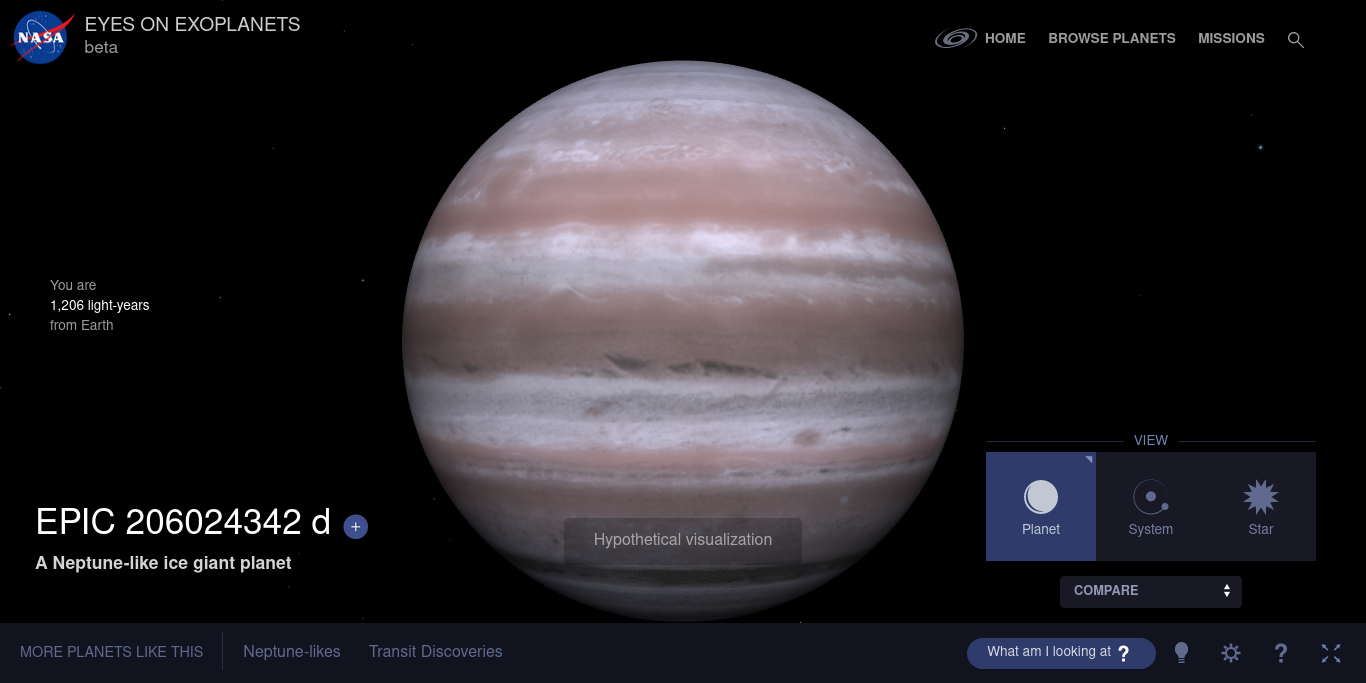 NASA
EYES ON EXOPLANETS
beta
HOME
BROWSE PLANETS
MISSIONS
You are
1,206 light-years
from Earth
EPIC 206024342 d
+
A Neptune-like ice giant planet
Hypothetical visualization
VIEW
Planet
System
Star
COMPARE
MORE PLANETS LIKE THIS
Neptune-likes
Transit Discoveries
What am I looking at ?
?